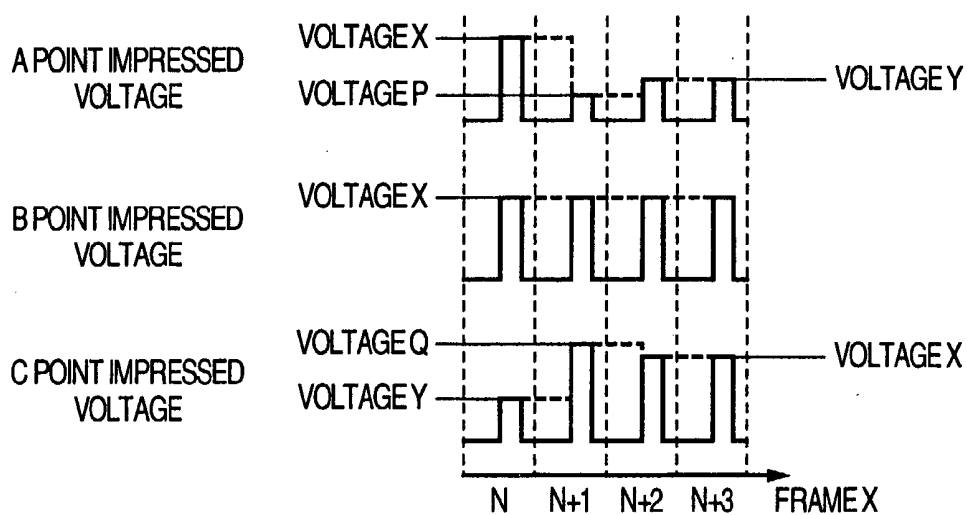 A POINT IMPRESSED
VOLTAGE
VOLTAGE X
VOLTAGE P
VOLTAGE Y
B POINT IMPRESSED
VOLTAGE
VOLTAGE X
C POINT IMPRESSED
VOLTAGE
VOLTAGE Q
VOLTAGE Y
VOLTAGE X
N N+1 N+2 N+3 FRAME X